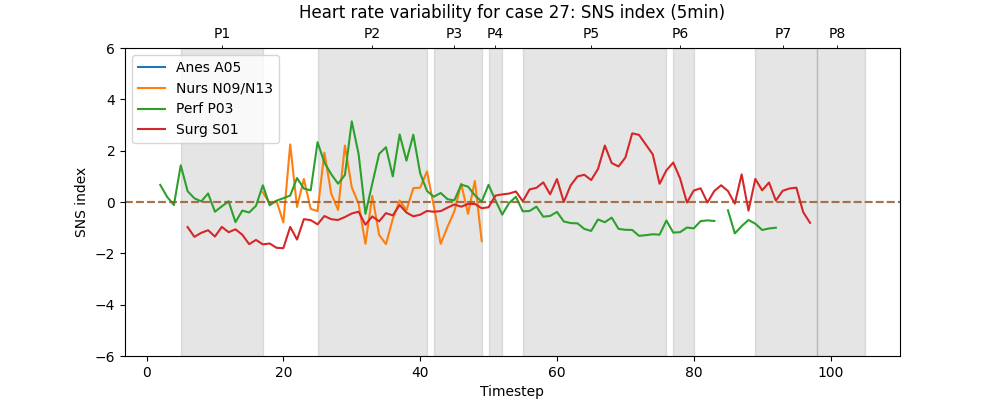 Heart rate variability for case 27: SNS index (5min)
P1 P2 P3 P4 P5 P6 P7 P8
6
4
2
0
−2
−4
−6
SNS index
Anes A05
Nurs N09/N13
Perf P03
Surg S01
0 20 40 60 80 100
Timestep